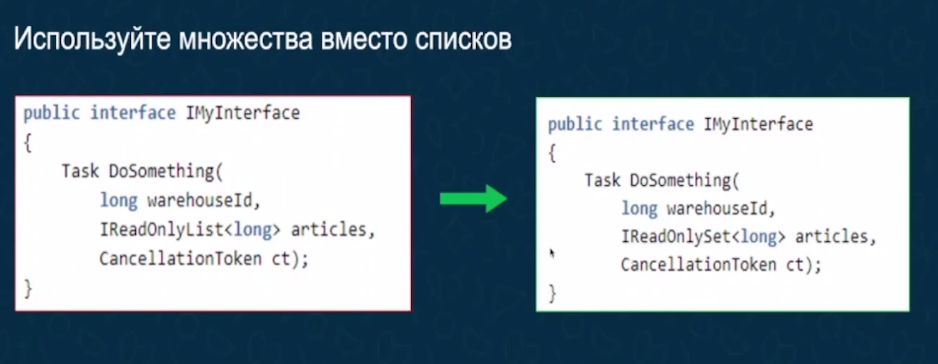 Используйте множества вместо списков
public interface IMyInterface
{
Task DoSomething(
long warehouseId,
IReadOnlyList<long> articles,
CancellationToken ct);
}
public interface IMyInterface
{
Task DoSomething(
long warehouseId,
IReadOnlySet<long> articles,
CancellationToken ct);
}